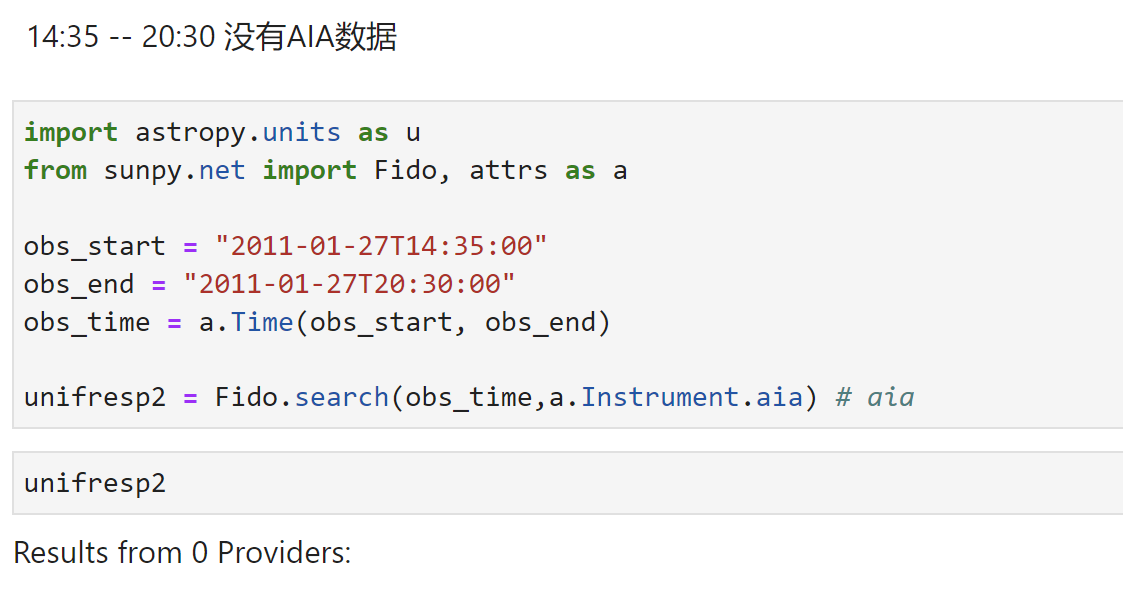 14:35 -- 20:30 没有AIA数据
import astropy.units as u
from sunpy.net import Fido, attrs as a
obs_start = "2011-01-27T14:35:00"
obs_end = "2011-01-27T20:30:00"
obs_time = a.Time(obs_start, obs_end)
unifresp2 = Fido.search(obs_time,a.Instrument.aia) # aia
unifresp2
Results from 0 Providers: